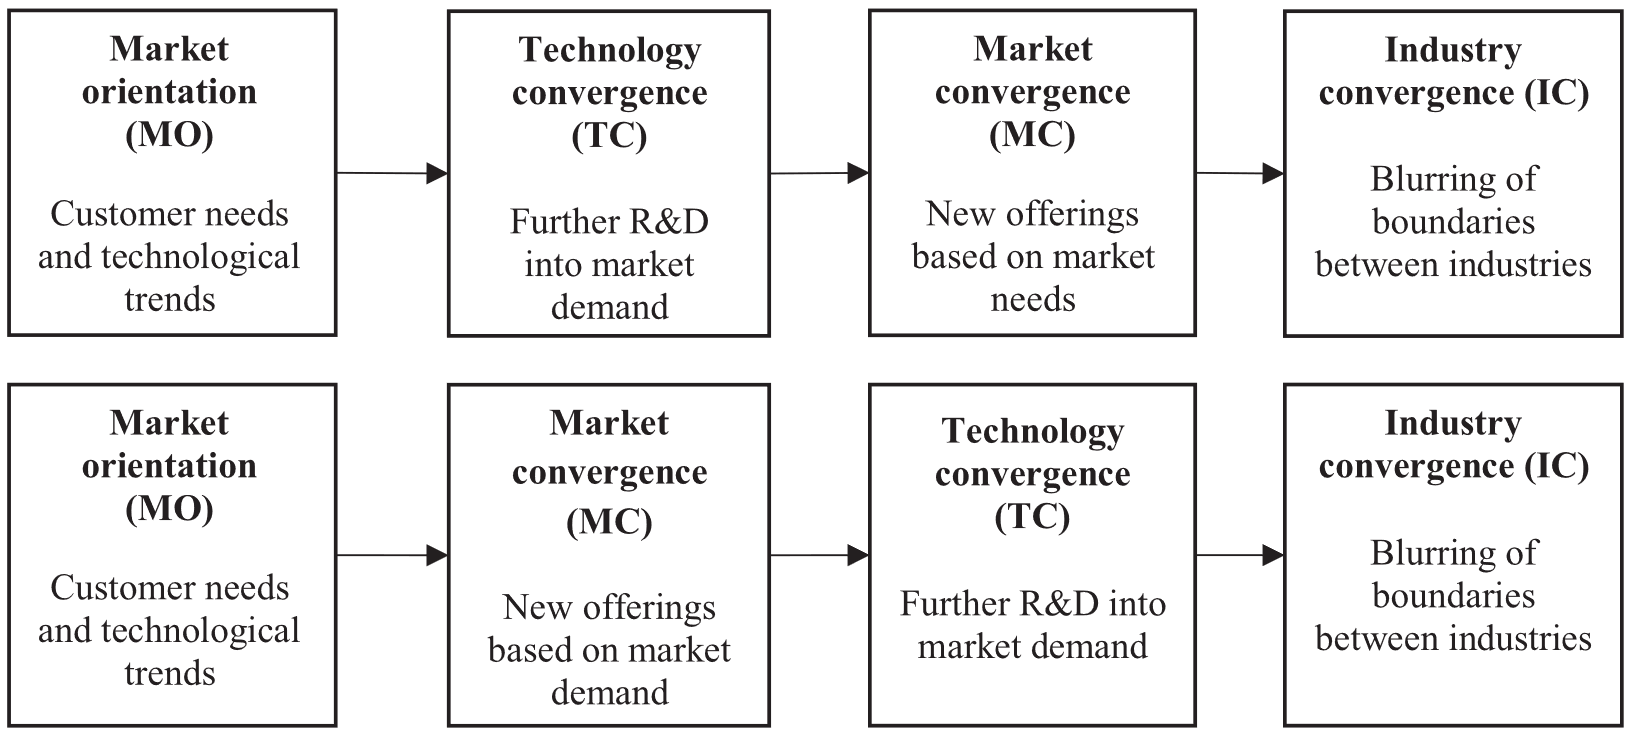 Market
orientation
(MO)
Customer needs
and technological
trends
Technology
convergence
(TC)
Further R&D
into market
demand
Market
convergence
(MC)
New offerings
based on market
needs
Industry
convergence (IC)
Blurring of
boundaries
between industries
Market
orientation
(MO)
Customer needs
and technological
trends
Market
convergence
(MC)
New offerings
based on market
demand
Technology
convergence
(TC)
Further R&D into
market demand
Industry
convergence (IC)
Blurring of
boundaries
between industries